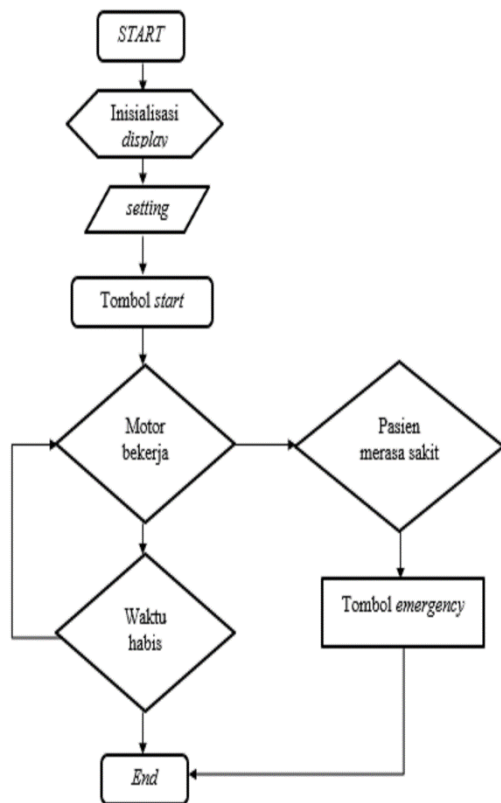 START
Inisialisasi
display
setting
Tombol start
Motor
bekerja
Pasien
merasa sakit
Waktu
habis
Tombol emergency
End